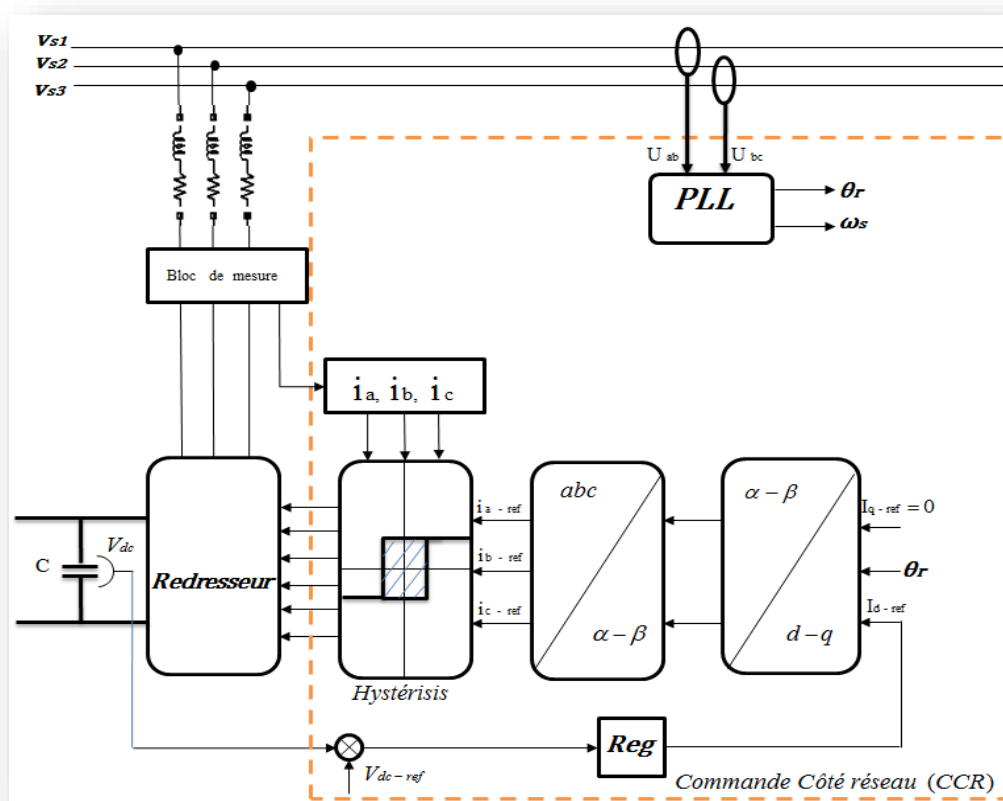 Vs1
Vs2
Vs3
U ab
U bc
PLL
θr
ωs
Bloc de mesure
ia, ib, ic
abc
α-β
α-β
d-q
ia-ref
ib-ref
ic-ref
Iq-ref = 0
θr
Id-ref
Vdc
C
Redresseur
Hystérisis
Reg
Vdc-ref
Commande Côté réseau (CCR)